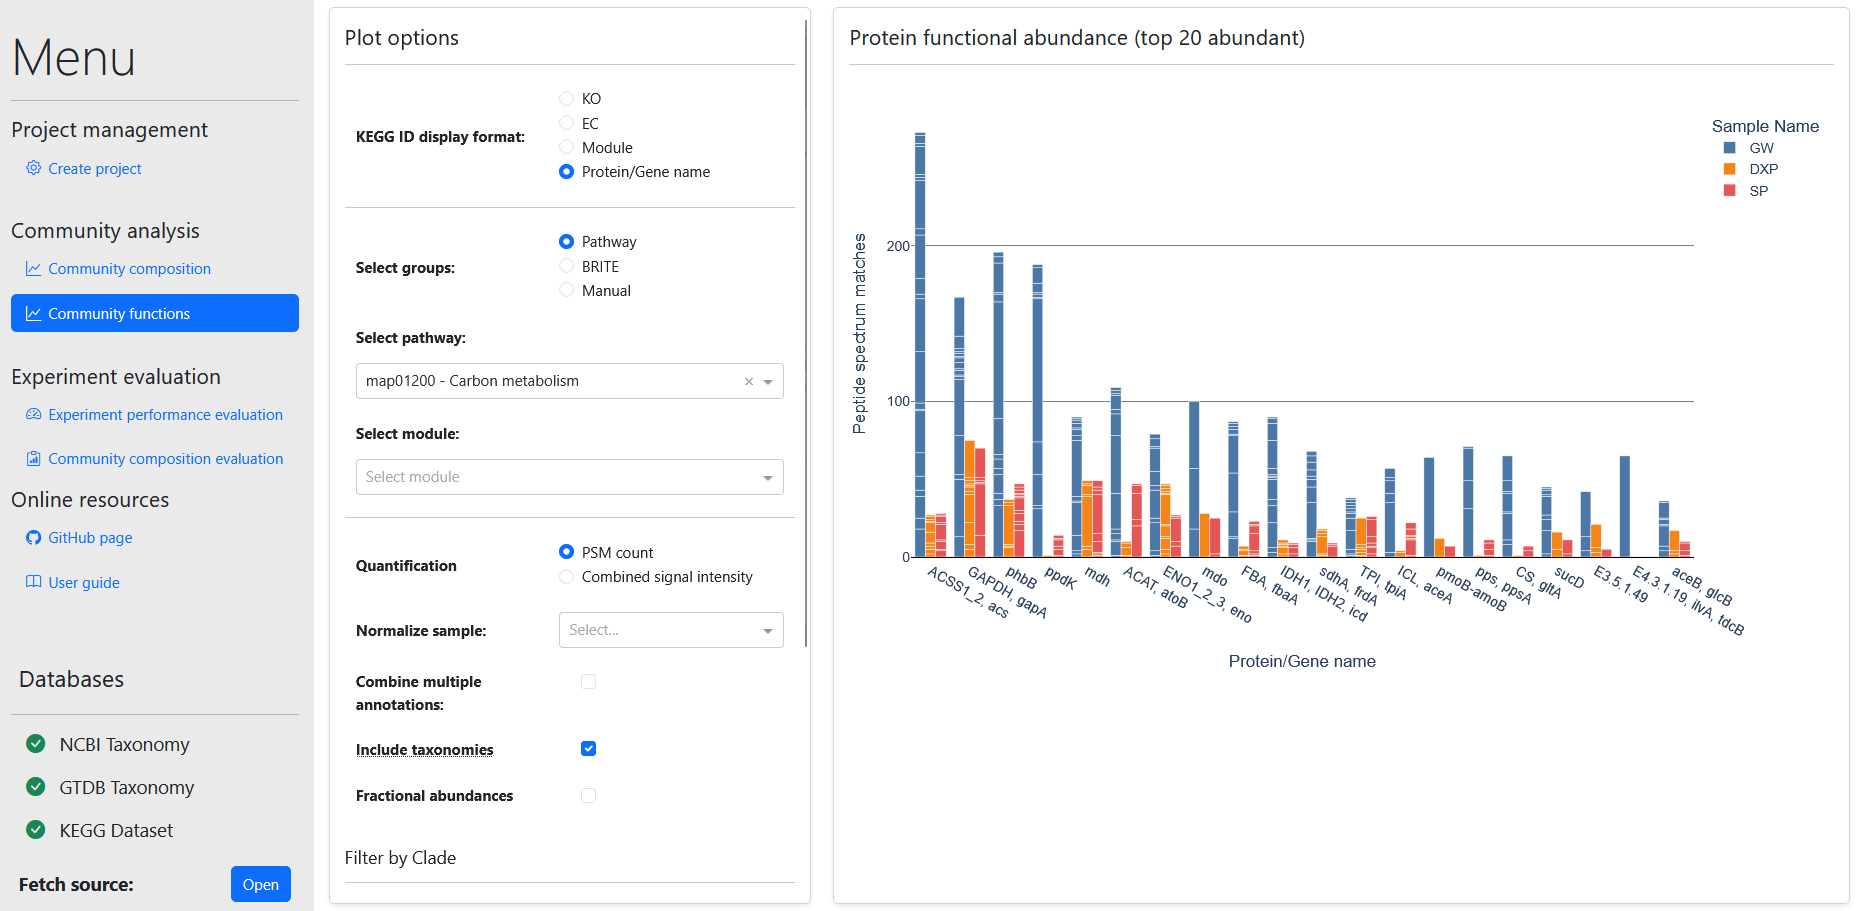 Menu
Project management
Create project
Community analysis
Community composition
Community functions
Experiment evaluation
Experiment performance evaluation
Community composition evaluation
Online resources
GitHub page
User guide
Databases
NCBI Taxonomy
GTDB Taxonomy
KEGG Dataset
Fetch source:
Open
Plot options
KEGG ID display format:
KO
EC
Module
Protein/Gene name
Select groups:
Pathway
BRITE
Manual
Select pathway:
map01200 - Carbon metabolism
×
Select module:
Select module
Quantification
PSM count
Combined signal intensity
Normalize sample:
Select...
Combine multiple
annotations:
Include taxonomies
Fractional abundances
Filter by Clade
Protein functional abundance (top 20 abundant)
Sample Name
GW
DXP
SP
Peptide spectrum matches
200
100
0
ACSS1_2, acs
GAPDH, gapA
phbB
ppdK
mdh
ACAT, atoB
ENO1_2_3, eno
mdo
FBA, fbaA
IDH1, IDH2, icd
sdhA, frdA
TPI, tpiA
ICL, aceA
pmoB-amoB
pps, ppsA
CS, gltA
sucD
E3.5.1.49
E4.3.1.19, ilvA, tdcB
aceB, glcB
Protein/Gene name